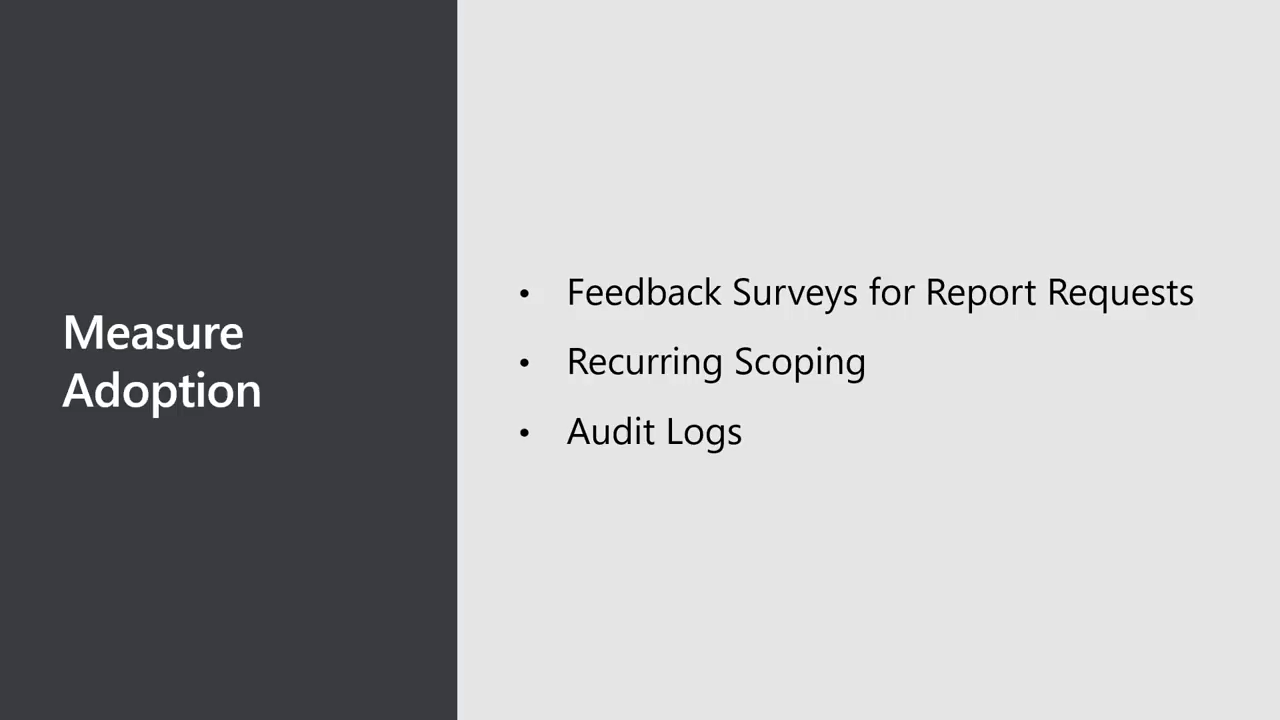 Measure
Adoption
• Feedback Surveys for Report Requests
• Recurring Scoping
• Audit Logs